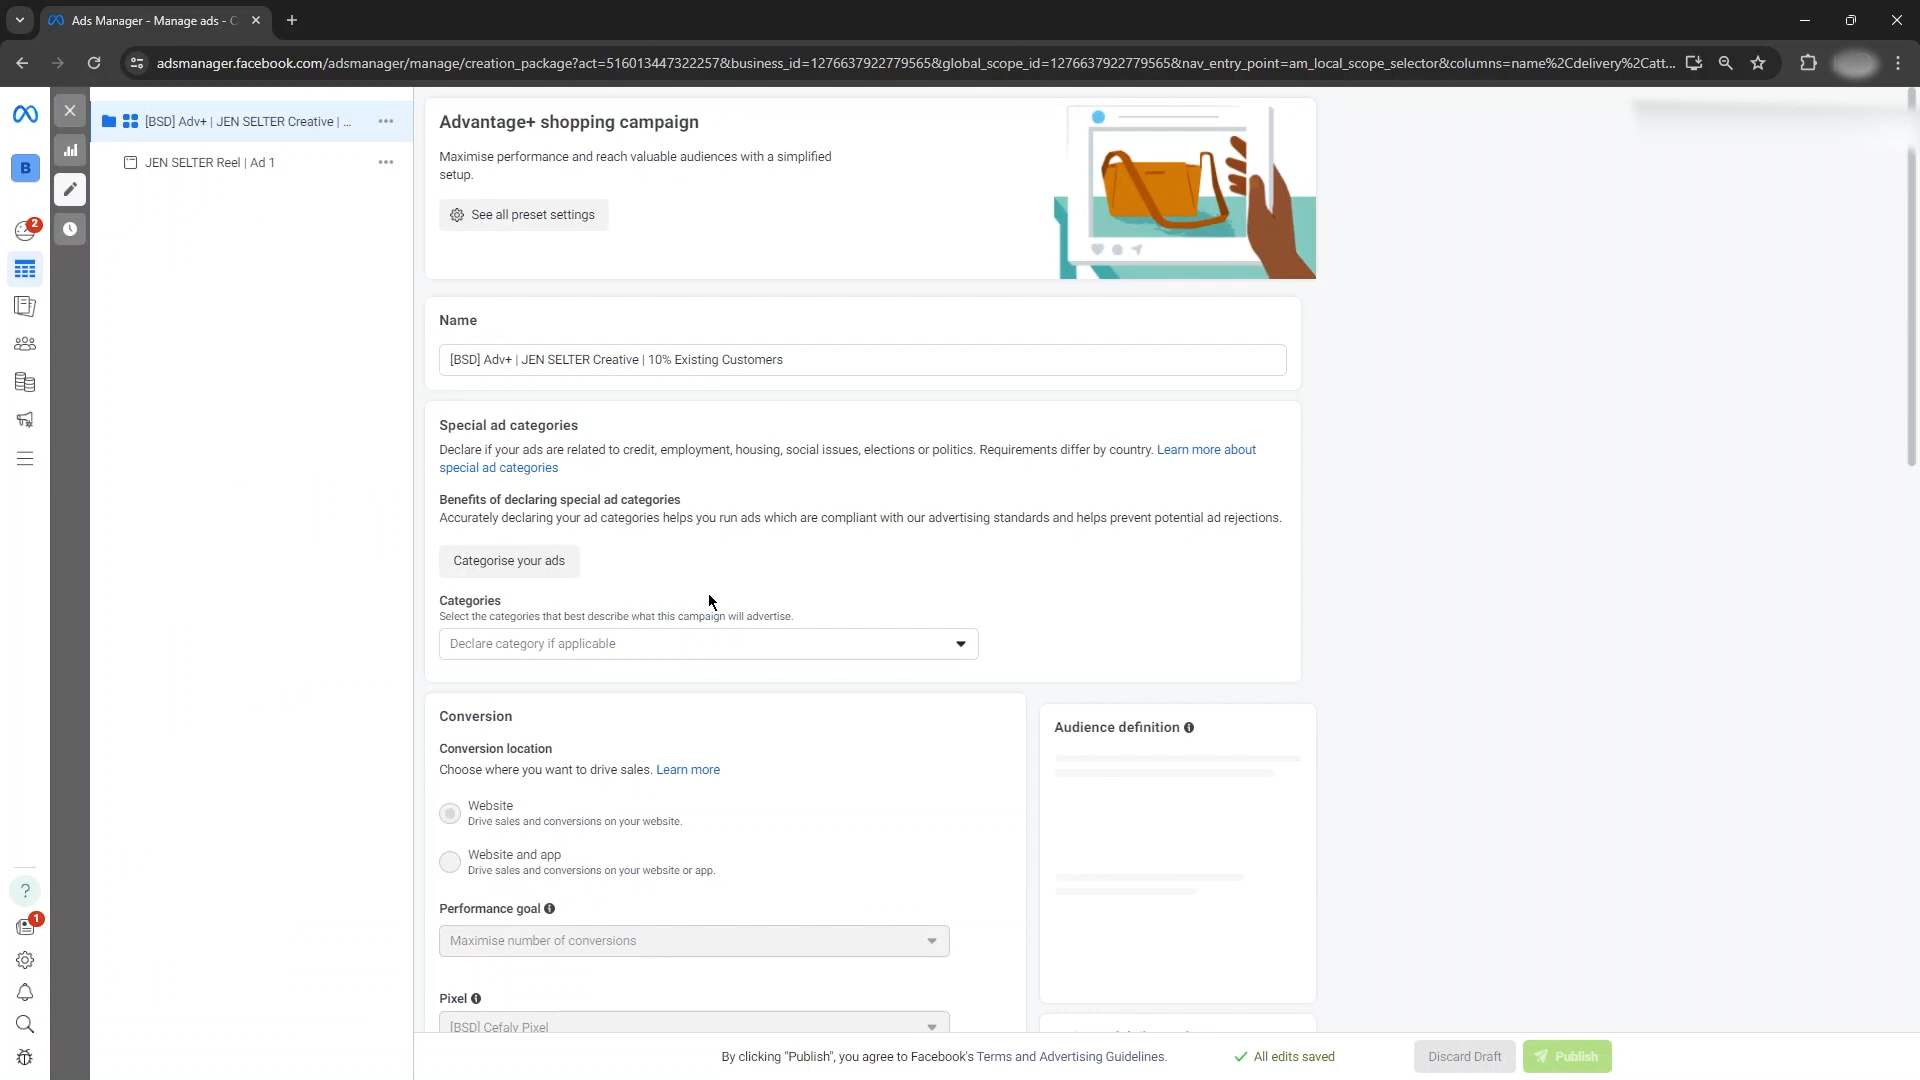 Ads Manager - Manage ads - C
adsmanager.facebook.com/adsmanager/manage/creation_package?act=516013447322257&business_id=1276637922779565&global_scope_id=1276637922779565&nav_entry_point=am_local_scope_selector&columns=name%2Cdelivery%2Catt...
B
2
1
?
[BSD] Adv+ | JEN SELTER Creative | ...
JEN SELTER Reel | Ad 1
Advantage+ shopping campaign
Maximise performance and reach valuable audiences with a simplified
setup.
See all preset settings
Name
[BSD] Adv+ | JEN SELTER Creative | 10% Existing Customers
Special ad categories
Declare if your ads are related to credit, employment, housing, social issues, elections or politics. Requirements differ by country. Learn more about
special ad categories
Benefits of declaring special ad categories
Accurately declaring your ad categories helps you run ads which are compliant with our advertising standards and helps prevent potential ad rejections.
Categorise your ads
Categories
Select the categories that best describe what this campaign will advertise.
Declare category if applicable
Conversion
Conversion location
Choose where you want to drive sales. Learn more
Website
Drive sales and conversions on your website.
Website and app
Drive sales and conversions on your website or app.
Performance goal
Maximise number of conversions
Pixel
[BSD] Cefaly Pixel
Audience definition
By clicking "Publish", you agree to Facebook's Terms and Advertising Guidelines.
All edits saved
Discard Draft
Publish